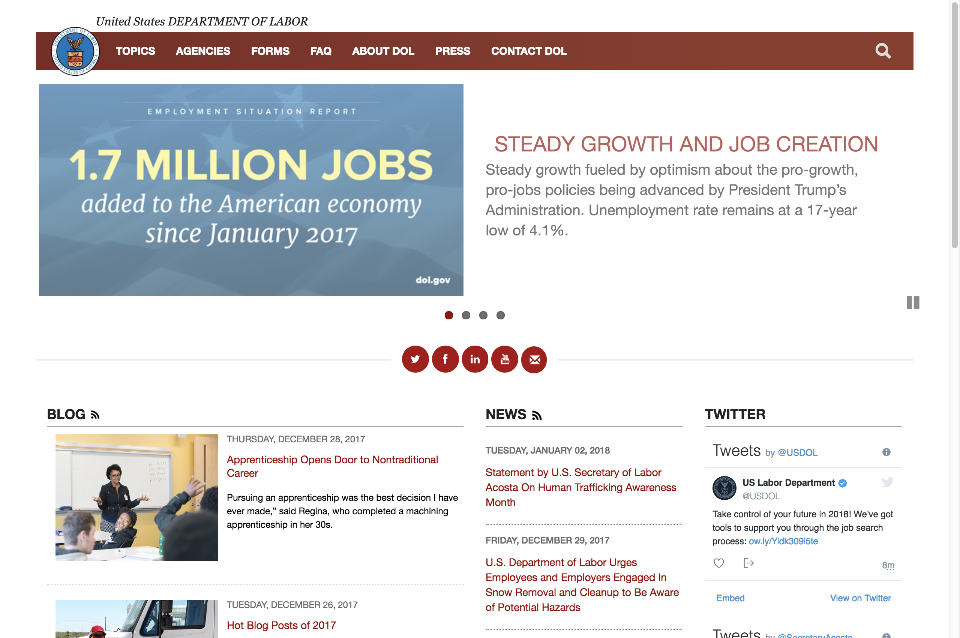 United States DEPARTMENT OF LABOR
TOPICS AGENCIES FORMS FAQ ABOUT DOL PRESS CONTACT DOL
EMPLOYMENT SITUATION REPORT
1.7 MILLION JOBS
added to the American economy
since January 2017
dol.gov
STEADY GROWTH AND JOB CREATION
Steady growth fueled by optimism about the pro-growth,
pro-jobs policies being advanced by President Trump's
Administration. Unemployment rate remains at a 17-year
low of 4.1%.
BLOG
THURSDAY, DECEMBER 28, 2017
Apprenticeship Opens Door to Nontraditional
Career
Pursuing an apprenticeship was the best decision I have
ever made," said Regina, who completed a machining
apprenticeship in her 30s.
TUESDAY, DECEMBER 26, 2017
Hot Blog Posts of 2017
NEWS
TUESDAY, JANUARY 02, 2018
Statement by U.S. Secretary of Labor
Acosta On Human Trafficking Awareness
Month
FRIDAY, DECEMBER 29, 2017
U.S. Department of Labor Urges
Employees and Employers Engaged In
Snow Removal and Cleanup to Be Aware
of Potential Hazards
TWITTER
Tweets by @USDOL
US Labor Department
@USDOL
Take control of your future in 2018! We've got
tools to support you through the job search
process: ow.ly/Yidk309i5te
8m
Embed View on Twitter
Tweets by @SecretaryAcosta